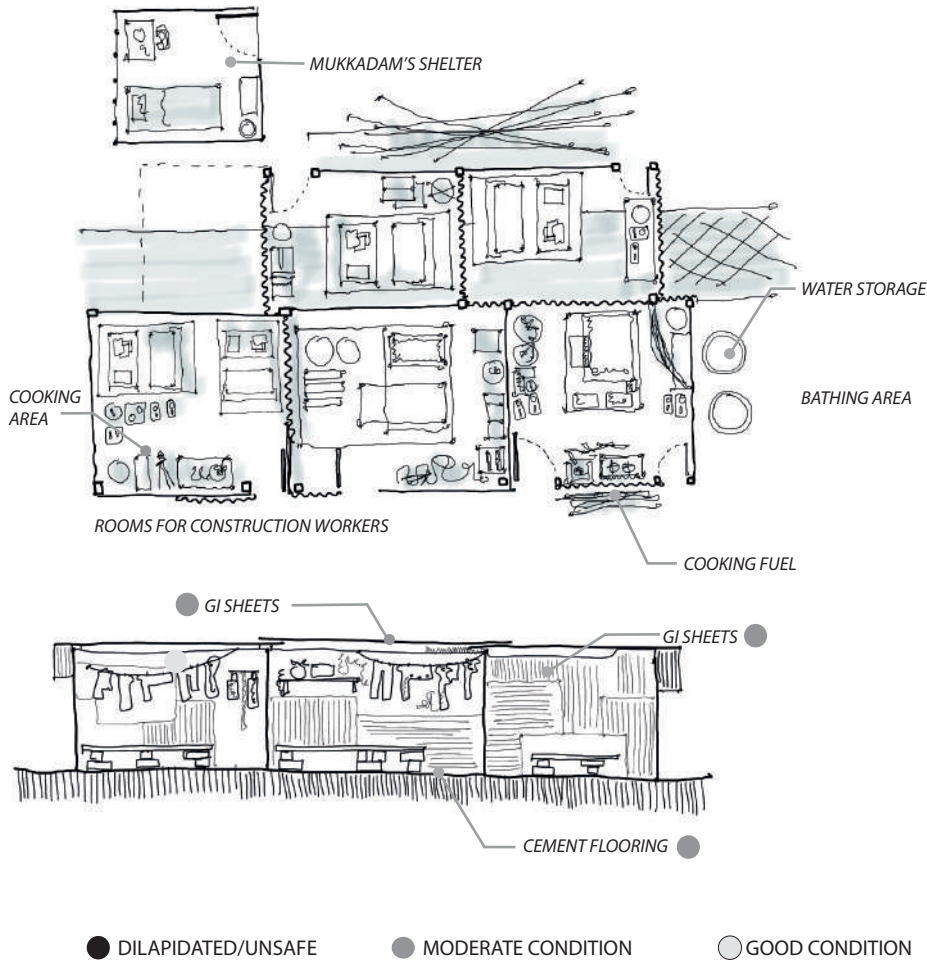 MUKKADAM'S SHELTER
WATER STORAGE
COOKING
AREA
BATHING AREA
ROOMS FOR CONSTRUCTION WORKERS
COOKING FUEL
GI SHEETS
GI SHEETS
CEMENT FLOORING
DILAPIDATED/UNSAFE
MODERATE CONDITION
GOOD CONDITION